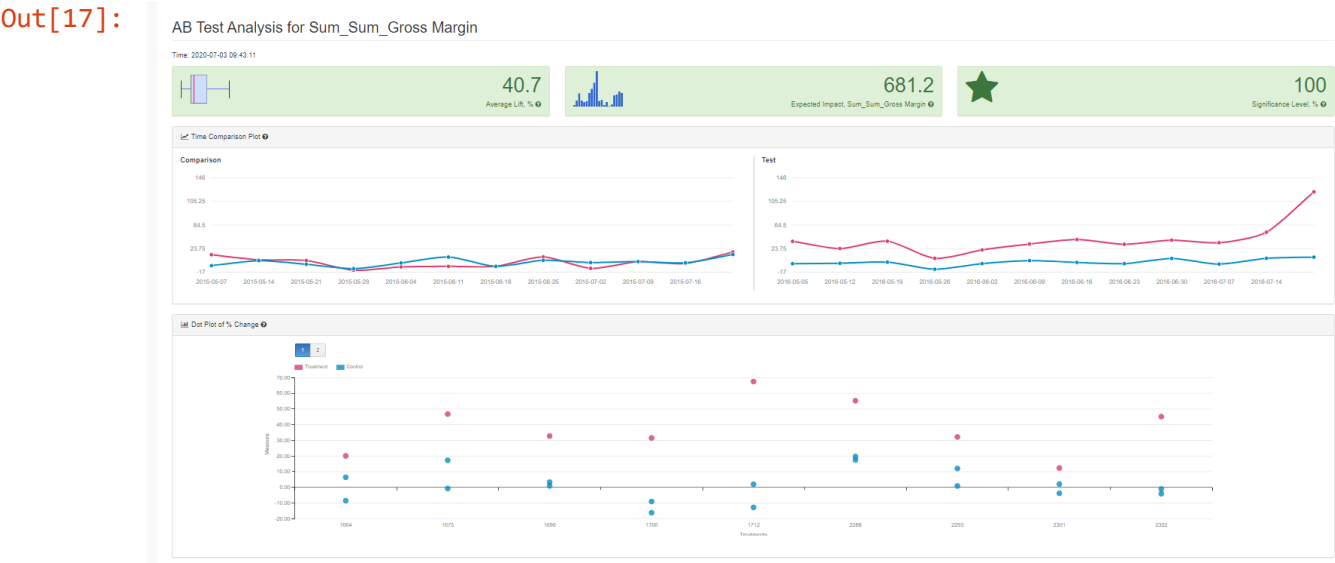 Out[17]:
AB Test Analysis for Sum_Sum_Gross Margin
Time: 2020-07-03 09:43:11
40.7
Average Lift, %
681.2
Expected Impact, Sum_Sum_Gross Margin
100
Significance Level, %
Time Comparison Plot
Comparison
146
105.25
64.5
23.75
-17
2015-05-07 2015-05-14 2015-05-21 2015-05-28 2015-06-04 2015-06-11 2015-06-18 2015-06-25 2015-07-02 2015-07-09 2015-07-16
Test
146
105.25
64.5
23.75
-17
2016-05-05 2016-05-12 2016-05-19 2016-05-26 2016-06-02 2016-06-09 2016-06-16 2016-06-23 2016-06-30 2016-07-07 2016-07-14
Dot Plot of % Change
1 2
Treatment Control
70.00
60.00
50.00
40.00
30.00
20.00
10.00
0.00
-10.00
-20.00
Measure
1664 1675 1696 1700 1712 2288 2293 2301 2322